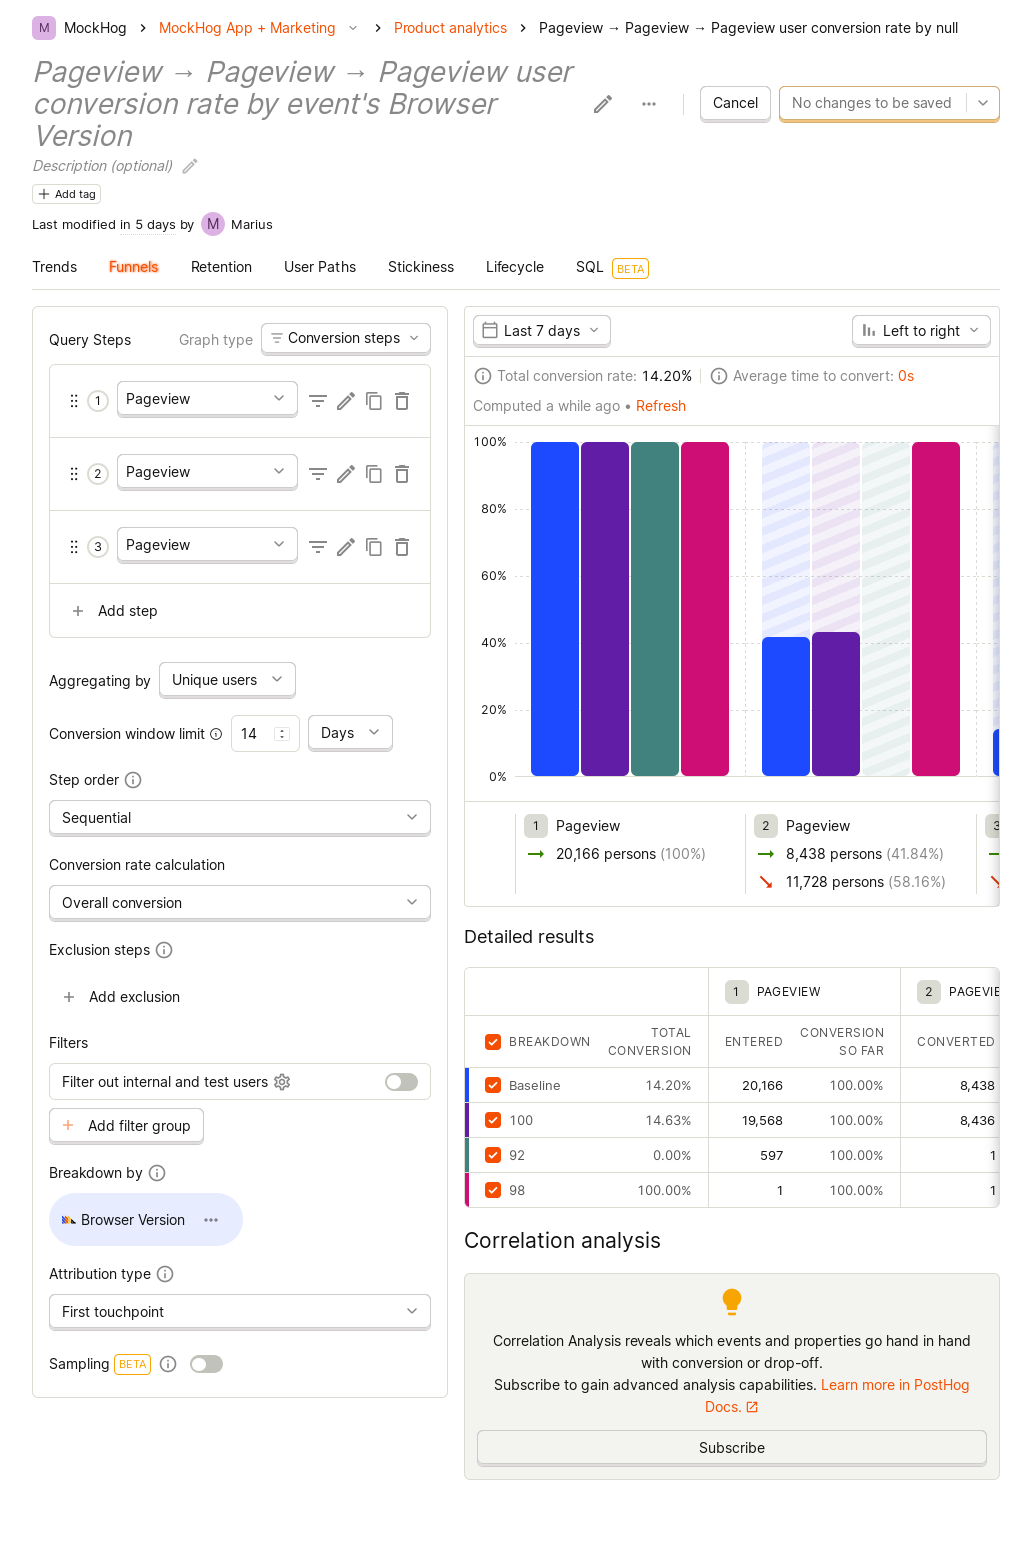 M MockHog > MockHog App + Marketing > Product analytics > Pageview → Pageview → Pageview user conversion rate by null
Pageview → Pageview → Pageview user
conversion rate by event's Browser
Version
Cancel
No changes to be saved
Description (optional)
Add tag
Last modified in 5 days by M Marius
Trends Funnels Retention User Paths Stickiness Lifecycle SQL BETA
Query Steps Graph type Conversion steps
1 Pageview
2 Pageview
3 Pageview
Add step
Aggregating by Unique users
Conversion window limit 14 Days
Step order
Sequential
Conversion rate calculation
Overall conversion
Exclusion steps
Add exclusion
Filters
Filter out internal and test users
Add filter group
Breakdown by
Browser Version
Attribution type
First touchpoint
Sampling BETA
Last 7 days Left to right
Total conversion rate: 14.20% Average time to convert: 0s
Computed a while ago • Refresh
100%
80%
60%
40%
20%
0%
1 Pageview
20,166 persons (100%)
2 Pageview
8,438 persons (41.84%)
11,728 persons (58.16%)
3
Detailed results
1 PAGEVIEW 2
BREAKDOWN TOTAL CONVERSION ENTERED CONVERSION SO FAR CONVERTED
Baseline 14.20% 20,166 100.00% 8,438
100 14.63% 19,568 100.00% 8,436
92 0.00% 597 100.00% 1
98 100.00% 1 100.00% 1
Correlation analysis
Correlation Analysis reveals which events and properties go hand in hand
with conversion or drop-off.
Subscribe to gain advanced analysis capabilities. Learn more in PostHog
Docs.
Subscribe